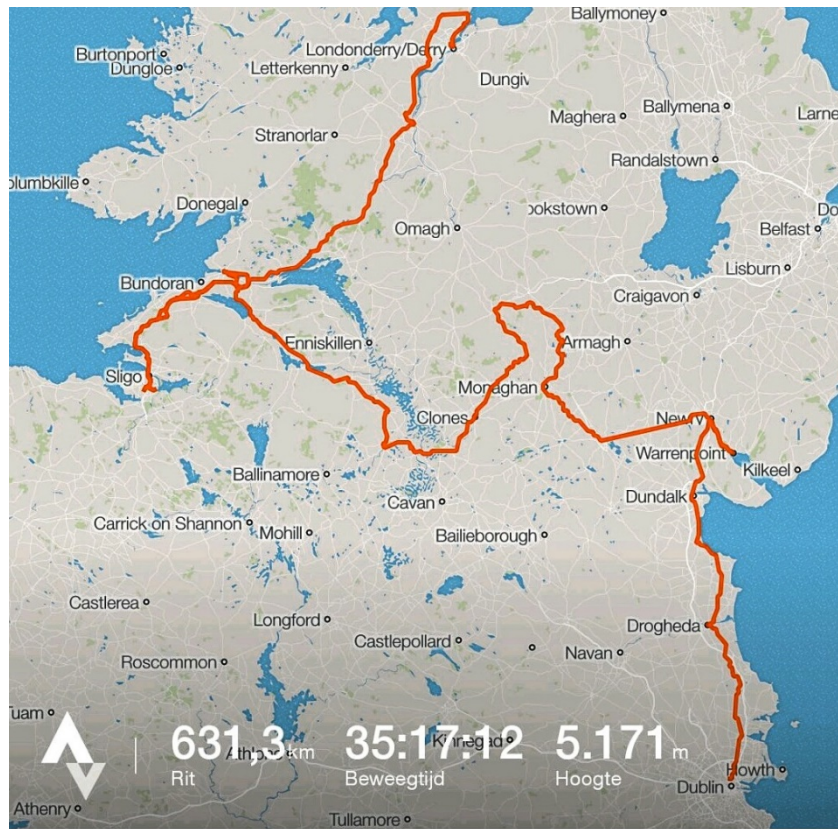 Ballymoney
Burtonport
Dungloe
Londonderry/Derry
Letterkenny
Dungiv
Ballymena
Maghera
Larne
Stranorlar
Randalstown
olumbkille
Donegal
ookstown
Omagh
Belfast
Do
Lisburn
Bundoran
Craigavon
Enniskillen
Armagh
Sligo
Monaghan
Clones
Newry
Warrenpoint
Kilkeel
Ballinamore
Dundalk
Cavan
Carrick on Shannon
Mohill
Bailieborough
Castlerea
Longford
Drogheda
Castlepollard
Navan
Roscommon
Tuam
631.3 km
35:17:12
5.171 m
Athlone
Kinnegad
Rit
Beweegtijd
Hoogte
Howth
Dublin
Athenry
Tullamore